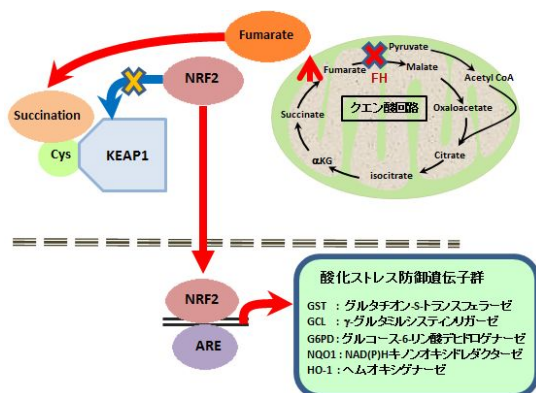 Fumarate
NRF2
Succination
Cys
KEAP1
Pyruvate
Fumarate
FH
Malate
Acetyl CoA
クエン酸回路
Oxaloacetate
Succinate
Citrate
αKG
isocitrate
NRF2
ARE
酸化ストレス防御遺伝子群
GST : グルタチオン-S-トランスフェラーゼ
GCL : γ-グルタミルシスティンリガーゼ
G6PD : グルコース-6-リン酸デヒドロゲナーゼ
NQO1 : NAD(P)Hキノンオキシドレダクターゼ
HO-1 : ヘムオキシゲナーゼ